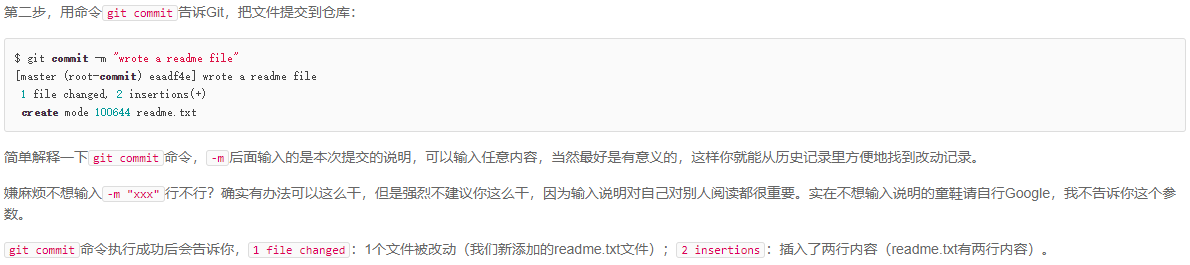 第二步，用命令git commit告诉Git，把文件提交到仓库：
$ git commit -m "wrote a readme file"
[master (root-commit) eaadf4e] wrote a readme file
 1 file changed, 2 insertions(+)
 create mode 100644 readme.txt
简单解释一下git commit命令，-m后面输入的是本次提交的说明，可以输入任意内容，当然最好是有意义的，这样你就能从历史记录里方便地找到改动记录。
嫌麻烦不想输入-m "xxx"行不行？确实有办法可以这么干，但是强烈不建议你这么干，因为输入说明对自己对别人阅读都很重要。实在不想输入说明的童鞋请自行Google，我不告诉你这个参
数。
git commit命令执行成功后会告诉你，1 file changed：1个文件被改动（我们新添加的readme.txt文件）；2 insertions：插入了两行内容（readme.txt有两行内容）。